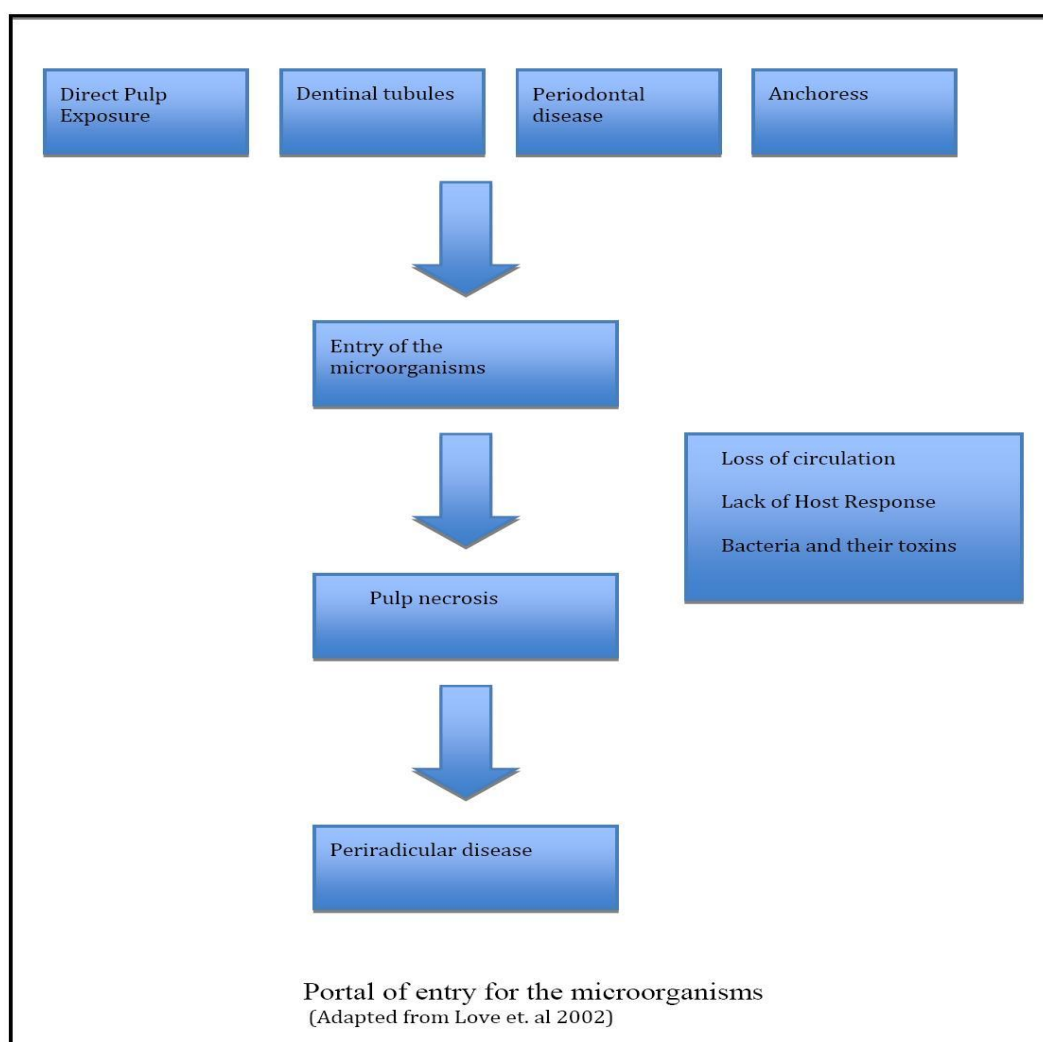 Direct Pulp
Exposure
Dentinal tubules
Periodontal
disease
Anchoress
Entry of the
microorganisms
Loss of circulation
Lack of Host Response
Bacteria and their toxins
Pulp necrosis
Periradicular disease
Portal of entry for the microorganisms
(Adapted from Love et. al 2002)